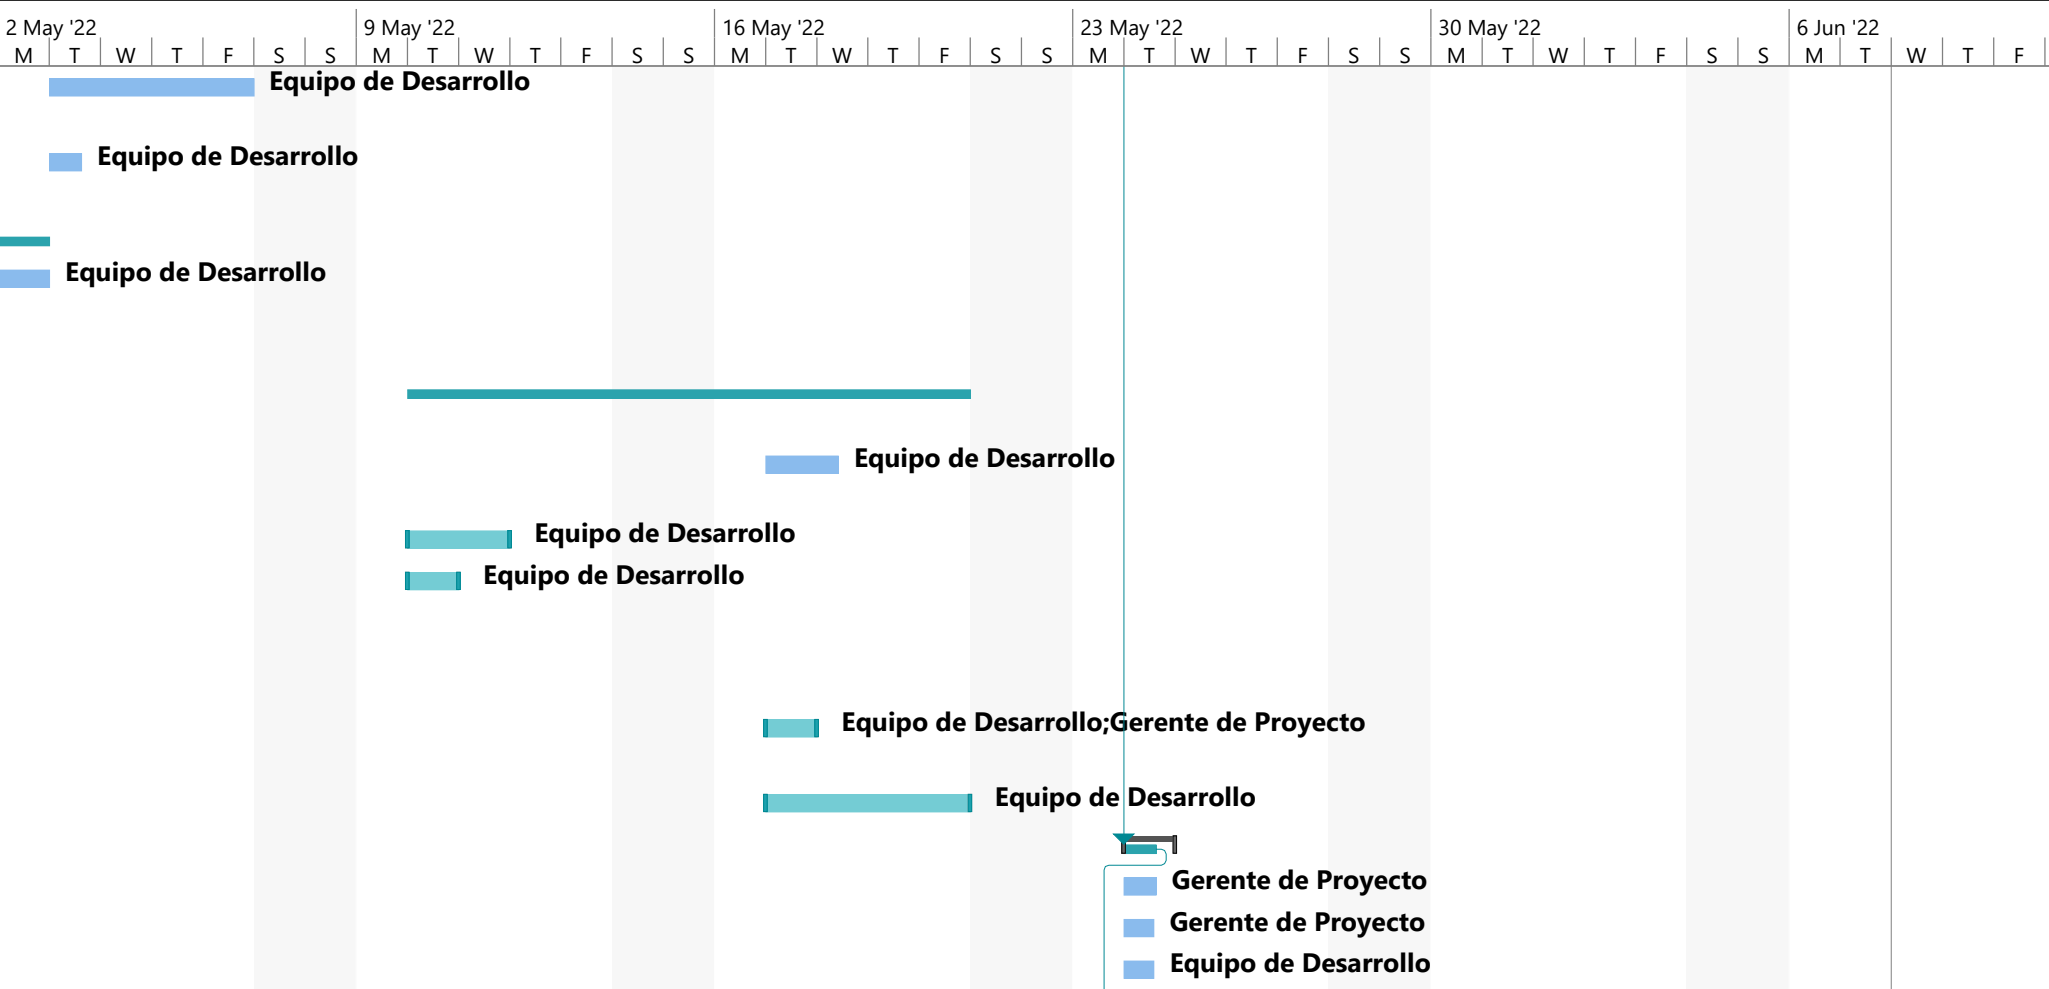 2 May '22 9 May '22 16 May '22 23 May '22 30 May '22 6 Jun '22
M T W T F S S M T W T F S S M T W T F S S M T W T F S S M T W T F S S M T W T F
Equipo de Desarrollo
Equipo de Desarrollo
Equipo de Desarrollo
Equipo de Desarrollo
Equipo de Desarrollo
Equipo de Desarrollo
Equipo de Desarrollo;Gerente de Proyecto
Equipo de Desarrollo
Gerente de Proyecto
Gerente de Proyecto
Equipo de Desarrollo